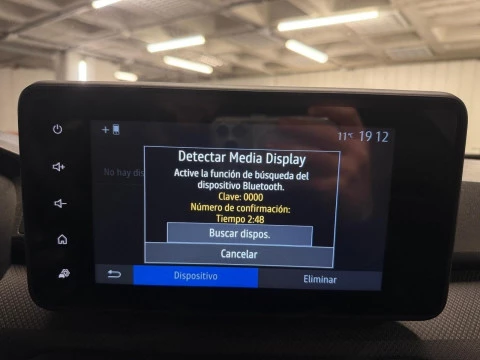 11°C 19 12
No hay dis
Detectar Media Display
Active la función de búsqueda del
dispositivo Bluetooth.
Clave: 0000
Número de confirmación:
Tiempo 2:48
Buscar dispos.
Cancelar
Dispositivo
Eliminar